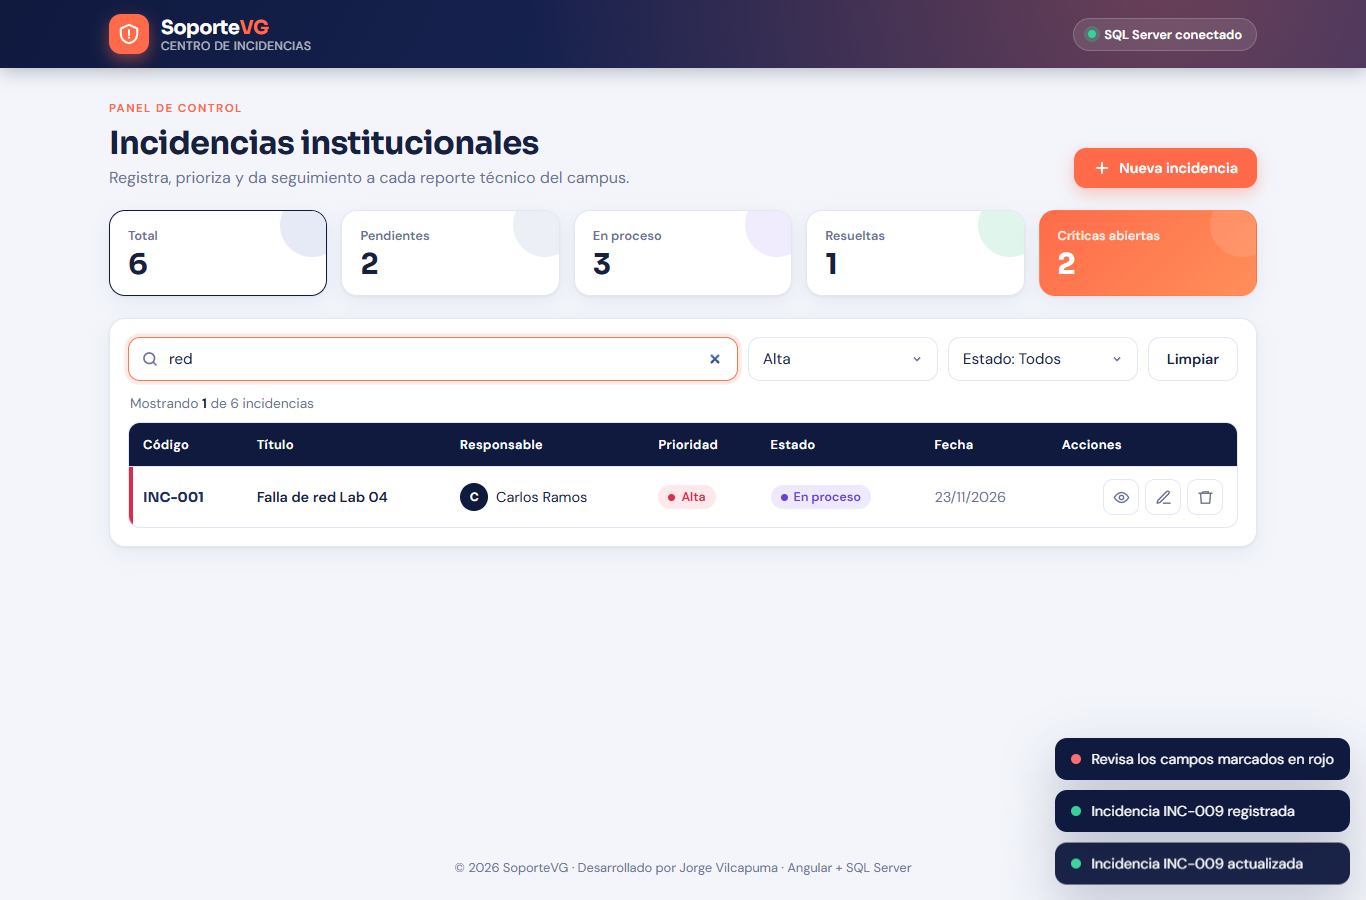 SoporteVG
CENTRO DE INCIDENCIAS
SQL Server conectado
PANEL DE CONTROL
Incidencias institucionales
Registra, prioriza y da seguimiento a cada reporte técnico del campus.
Nueva incidencia
Total
6
Pendientes
2
En proceso
3
Resueltas
1
Críticas abiertas
2
red
Alta
Estado: Todos
Limpiar
Mostrando 1 de 6 incidencias
Código Título Responsable Prioridad Estado Fecha Acciones
INC-001 Falla de red Lab 04 C Carlos Ramos Alta En proceso 23/11/2026
Revisa los campos marcados en rojo
Incidencia INC-009 registrada
Incidencia INC-009 actualizada
© 2026 SoporteVG · Desarrollado por Jorge Vilcapuma · Angular + SQL Server